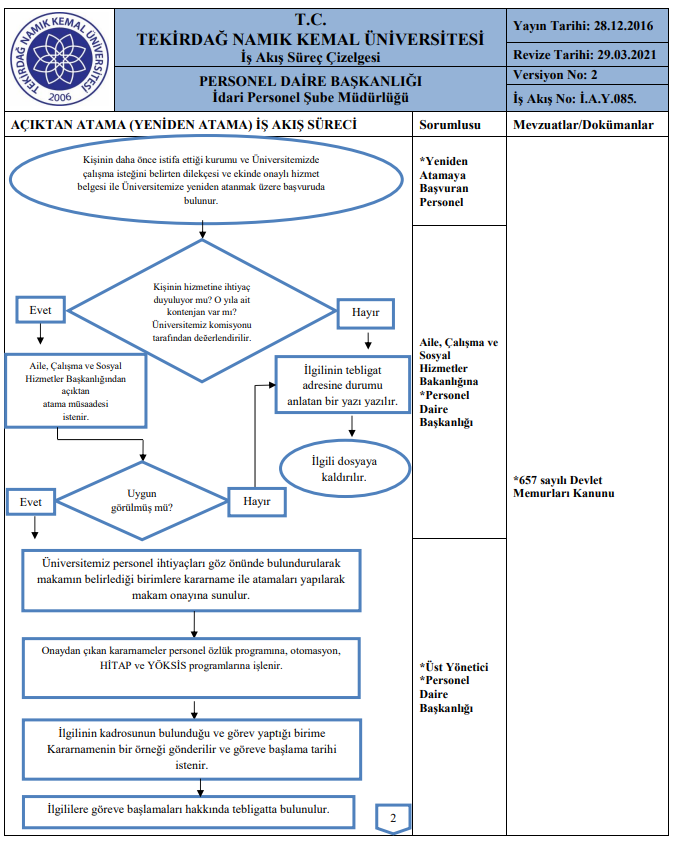 TEKİRDAĞ NAMIK KEMAL ÜNİVERSİTESİ
2006
T.C.
TEKİRDAĞ NAMIK KEMAL ÜNİVERSİTESİ
İş Akış Süreç Çizelgesi
PERSONEL DAİRE BAŞKANLIĞI
İdari Personel Şube Müdürlüğü
Yayın Tarihi: 28.12.2016
Revize Tarihi: 29.03.2021
Versiyon No: 2
İş Akış No: İ.A.Y.085.
AÇIKTAN ATAMA (YENİDEN ATAMA) İŞ AKIŞ SÜRECİ
Sorumlusu
Mevzuatlar/Dokümanlar
Kişinin daha önce istifa ettiği kurumu ve Üniversitemizde
çalışma isteğini belirten dilekçesi ve ekinde onaylı hizmet
belgesi ile Üniversitemize yeniden atanmak üzere başvuruda
bulunur.
*Yeniden
Atamaya
Başvuran
Personel
Kişinin hizmetine ihtiyaç
duyuluyor mu? O yıla ait
kontenjan var mı?
Üniversitemiz komisyonu
tarafından değerlendirilir.
Evet
Hayır
Aile, Çalışma ve Sosyal
Hizmetler Başkanlığından
açıktan
atama müsaadesi
istenir.
İlgilinin tebligat
adresine durumu
anlatan bir yazı yazılır.
İlgili dosyaya
kaldırılır.
Aile, Çalışma ve
Sosyal
Hizmetler
Bakanlığına
*Personel
Daire
Başkanlığı
Uygun
görülmüş mü?
Evet
Hayır
*657 sayılı Devlet
Memurları Kanunu
Üniversitemiz personel ihtiyaçları göz önünde bulundurularak
makamın belirlediği birimlere kararname ile atamaları yapılarak
makam onayına sunulur.
Onaydan çıkan kararnameler personel özlük programına, otomasyon,
HİTAP ve YÖKSİS programlarına işlenir.
İlgilinin kadrosunun bulunduğu ve görev yaptığı birime
Kararnamenin bir örneği gönderilir ve göreve başlama tarihi
istenir.
İlgililere göreve başlamaları hakkında tebligatta bulunulur.
2
*Üst Yönetici
*Personel
Daire
Başkanlığı